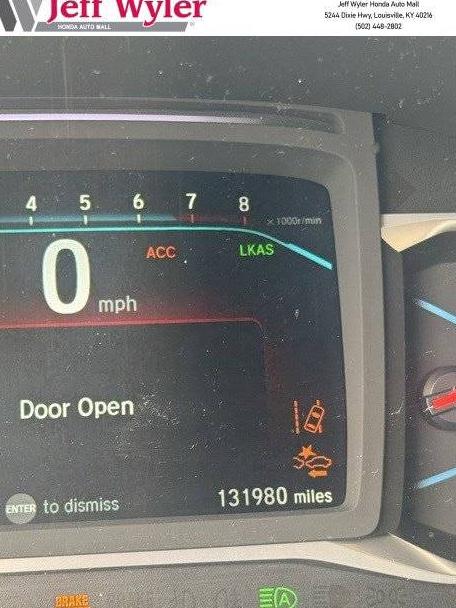 Jeff Wyler
HONDA AUTO MALL
Jeff Wyler Honda Auto Mall
5244 Dixie Hwy, Louisville, KY 40216
(502) 448-2802
4 5 6 7 8
×1000r/min
ACC LKAS
0 mph
Door Open
ENTER to dismiss
131980 miles
BRAKE
A